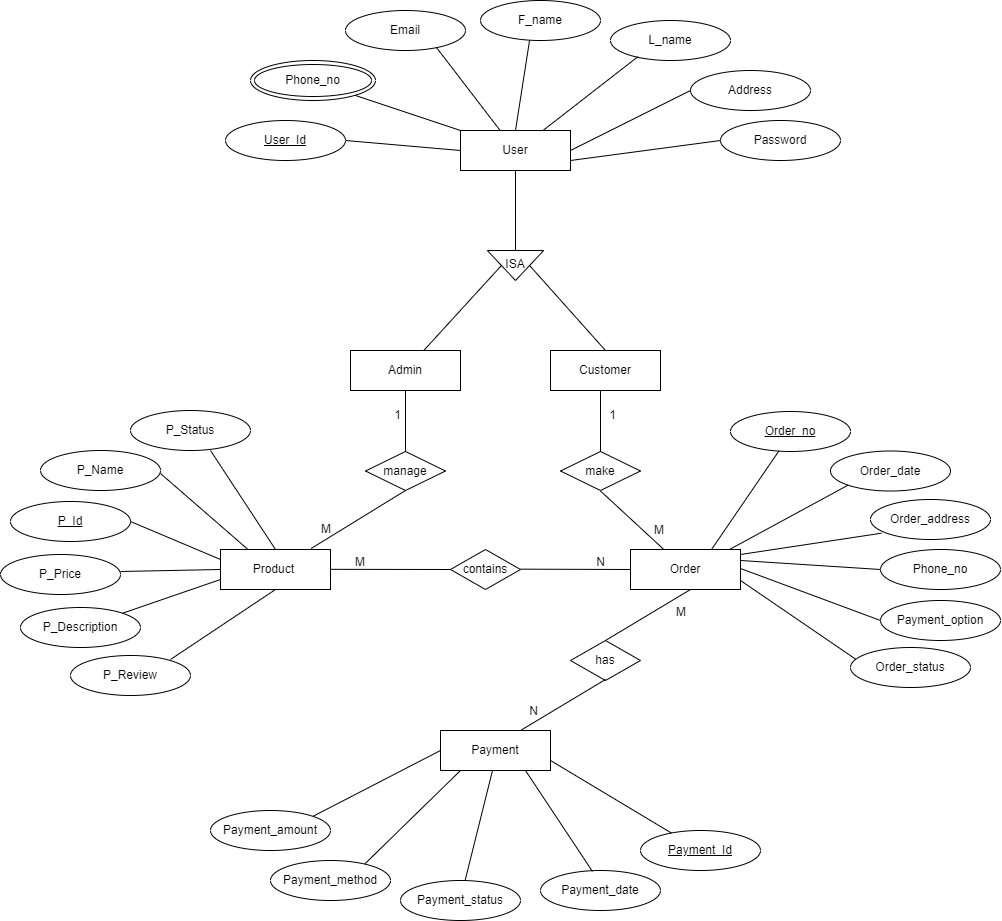 F_name
Email
L_name
Phone_no
Address
User_Id
Password
User
ISA
Admin
Customer
1
1
P_Status
Order_no
P_Name
manage
make
Order_date
P_Id
Order_address
M
M
Product
M
contains
N
Order
Phone_no
P_Price
M
Payment_option
P_Description
has
Order_status
P_Review
N
Payment
Payment_amount
Payment_Id
Payment_method
Payment_date
Payment_status